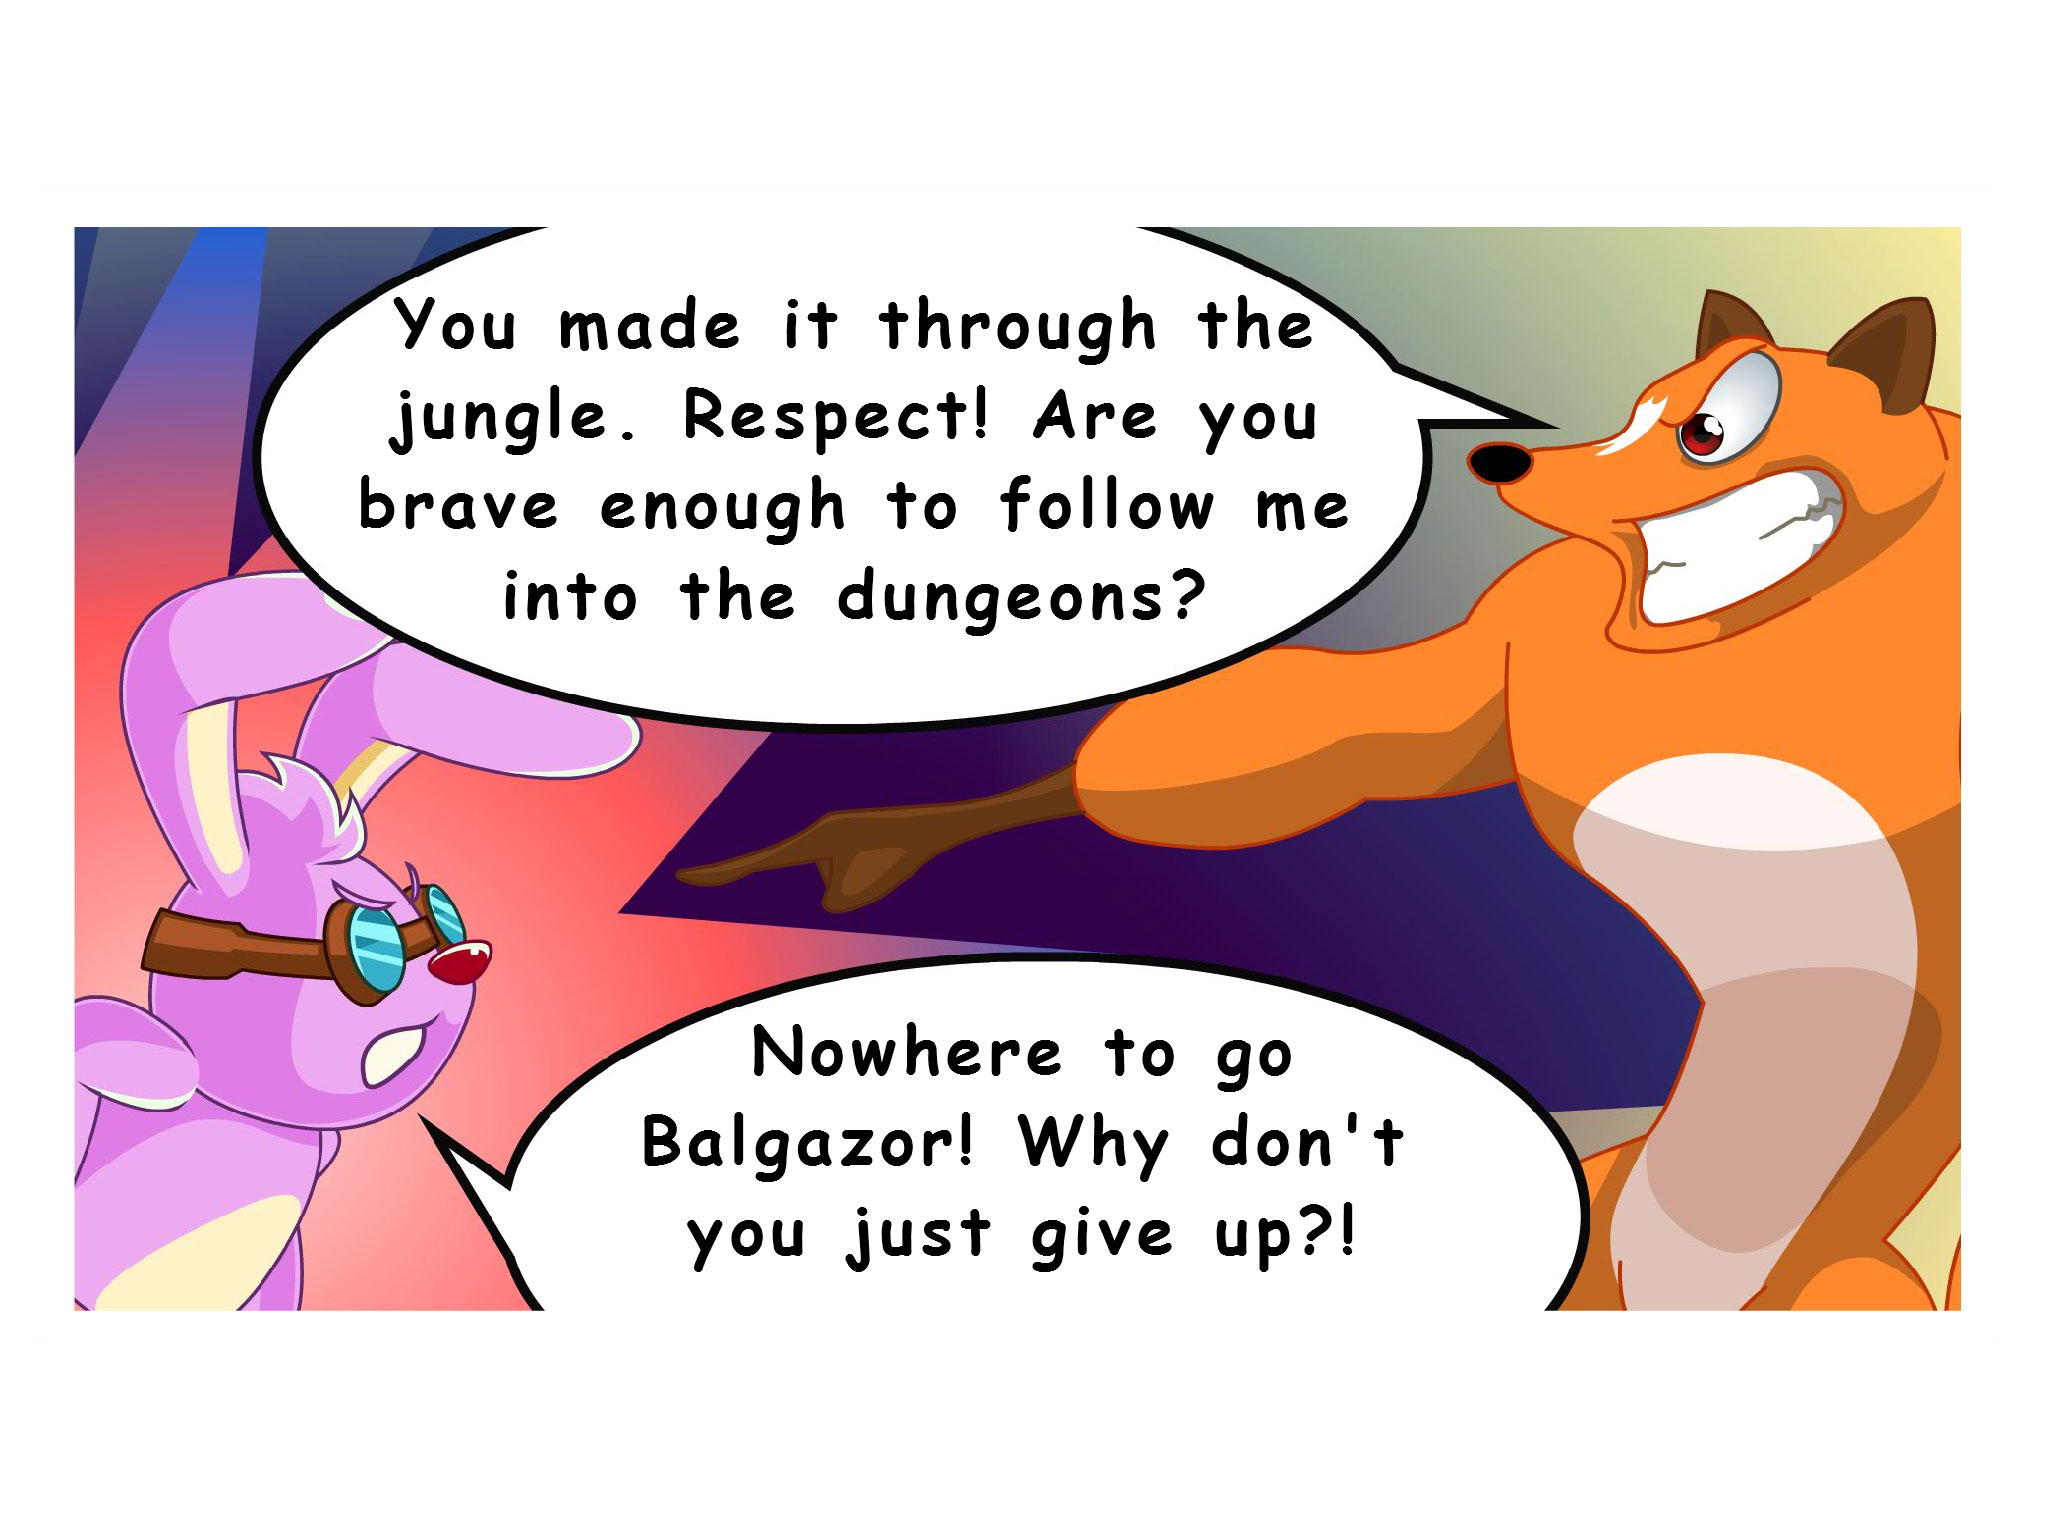 You made it through the
jungle. Respect! Are you
brave enough to follow me
into the dungeons?
Nowhere to go
Balgazor! Why don't
you just give up?!